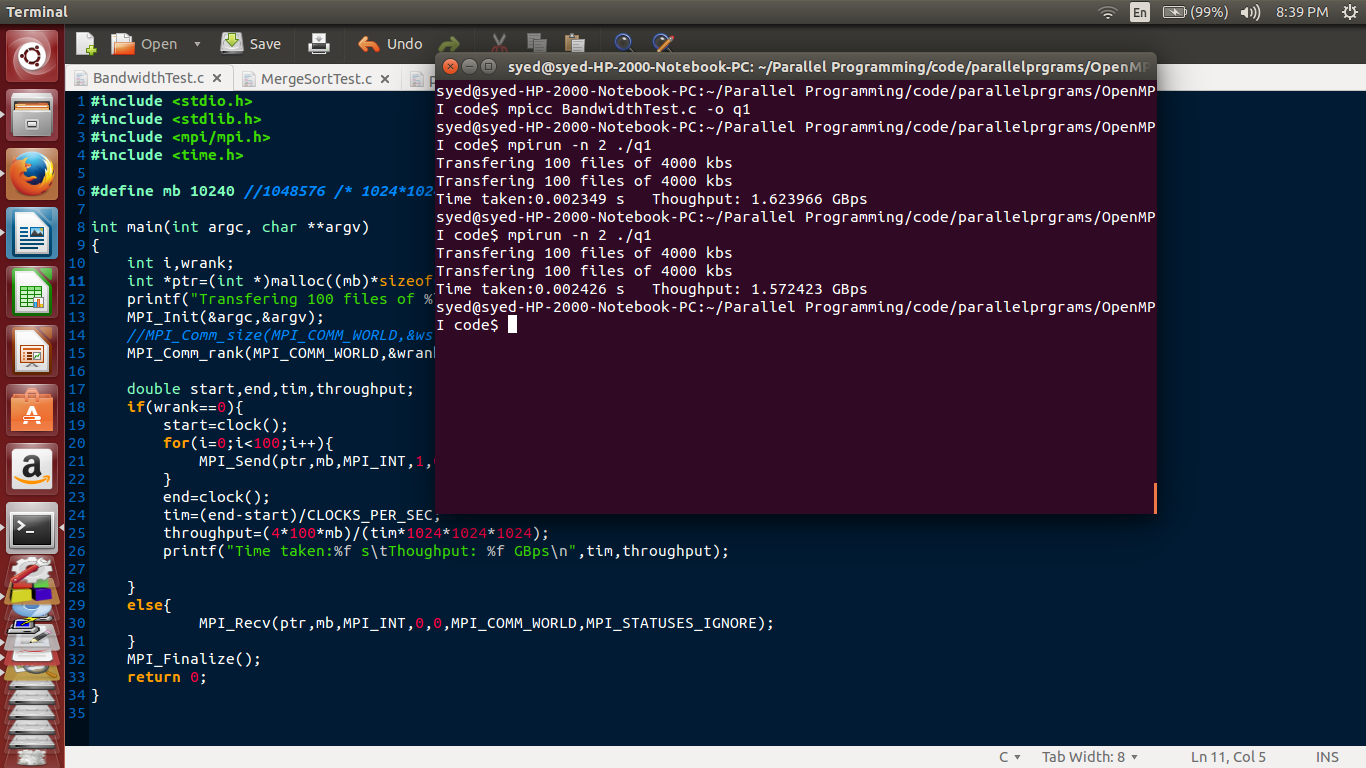 Terminal
En
(99%)
8:39 PM
Open
Save
Undo
BandwidthTest.c
MergeSortTest.c
p
1 #include <stdio.h>
2 #include <stdlib.h>
3 #include <mpi/mpi.h>
4 #include <time.h>
5
6 #define mb 10240 //1048576 /* 1024*102
7
8 int main(int argc, char **argv)
9 {
10 int i,wrank;
11 int *ptr=(int *)malloc((mb)*sizeof
12 printf("Transfering 100 files of %
13 MPI_Init(&argc,&argv);
14 //MPI_Comm_size(MPI_COMM_WORLD,&ws
15 MPI_Comm_rank(MPI_COMM_WORLD,&wrank
16
17 double start,end,tim,throughput;
18 if(wrank==0){
19 start=clock();
20 for(i=0;i<100;i++){
21 MPI_Send(ptr,mb,MPI_INT,1,
22 }
23 end=clock();
24 tim=(end-start)/CLOCKS_PER_SEC;
25 throughput=(4*100*mb)/(tim*1024*1024*1024);
26 printf("Time taken:%f s\tThoughput: %f GBps\n",tim,throughput);
27
28 }
29 else{
30 MPI_Recv(ptr,mb,MPI_INT,0,0,MPI_COMM_WORLD,MPI_STATUSES_IGNORE);
31 }
32 MPI_Finalize();
33 return 0;
34 }
35
syed@syed-HP-2000-Notebook-PC: ~/Parallel Programming/code/parallelprgrams/OpenMP
syed@syed-HP-2000-Notebook-PC:~/Parallel Programming/code/parallelprgrams/OpenMP
I code$ mpicc BandwidthTest.c -o q1
syed@syed-HP-2000-Notebook-PC:~/Parallel Programming/code/parallelprgrams/OpenMP
I code$ mpirun -n 2 ./q1
Transfering 100 files of 4000 kbs
Transfering 100 files of 4000 kbs
Time taken:0.002349 s Thoughput: 1.623966 GBps
syed@syed-HP-2000-Notebook-PC:~/Parallel Programming/code/parallelprgrams/OpenMP
I code$ mpirun -n 2 ./q1
Transfering 100 files of 4000 kbs
Transfering 100 files of 4000 kbs
Time taken:0.002426 s Thoughput: 1.572423 GBps
syed@syed-HP-2000-Notebook-PC:~/Parallel Programming/code/parallelprgrams/OpenMP
I code$
C
Tab Width: 8
Ln 11, Col 5
INS